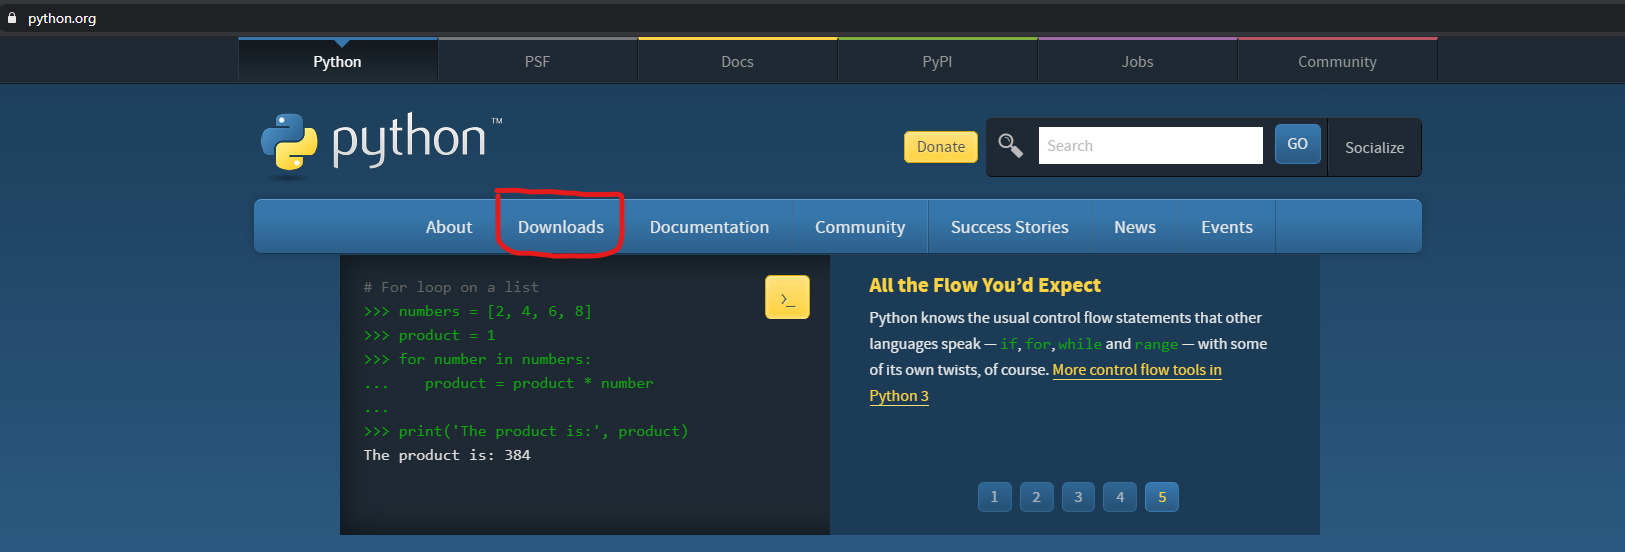 python.org
Python PSF Docs PyPI Jobs Community
python™
Donate Search GO Socialize
About Downloads Documentation Community Success Stories News Events
# For loop on a list
>>> numbers = [2, 4, 6, 8]
>>> product = 1
>>> for number in numbers:
...    product = product * number
...
>>> print('The product is:', product)
The product is: 384
>_
All the Flow You’d Expect
Python knows the usual control flow statements that other
languages speak — if, for, while and range — with some
of its own twists, of course. More control flow tools in
Python 3
1 2 3 4 5